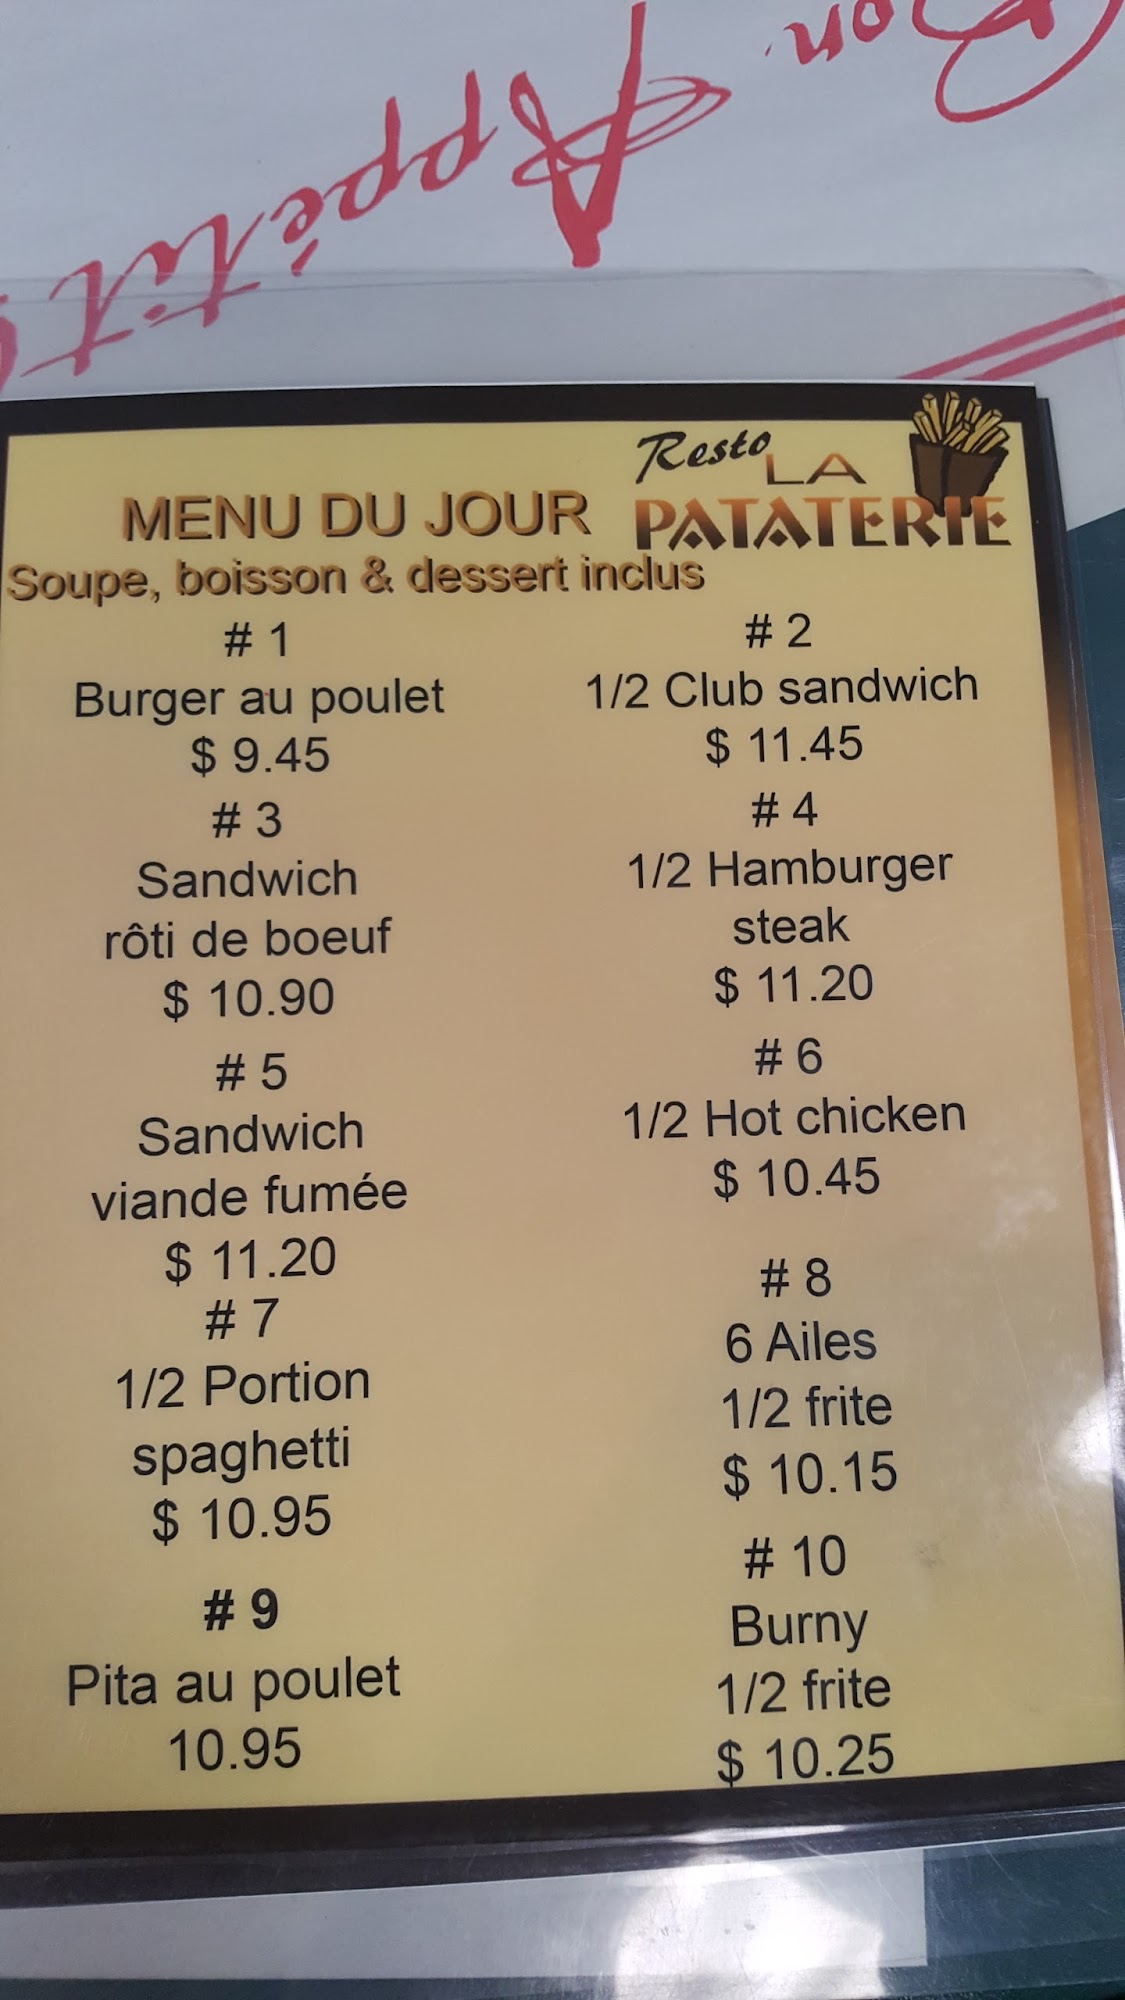 Bon
Appétit
Resto
LA
PATATERIE
MENU DU JOUR
Soupe, boisson & dessert inclus
# 1
Burger au poulet
$ 9.45
# 2
1/2 Club sandwich
$ 11.45
# 3
Sandwich
rôti de boeuf
$ 10.90
# 4
1/2 Hamburger
steak
$ 11.20
# 5
Sandwich
viande fumée
$ 11.20
# 6
1/2 Hot chicken
$ 10.45
# 7
1/2 Portion
spaghetti
$ 10.95
# 8
6 Ailes
1/2 frite
$ 10.15
# 9
Pita au poulet
10.95
# 10
Burny
1/2 frite
$ 10.25